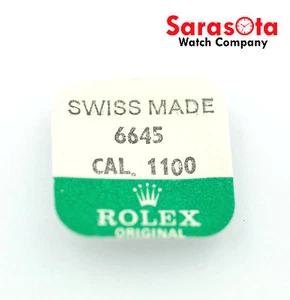 Sarasota
Watch Company
SWISS MADE
6645
CAL. 1100
ROLEX
ORIGINAL